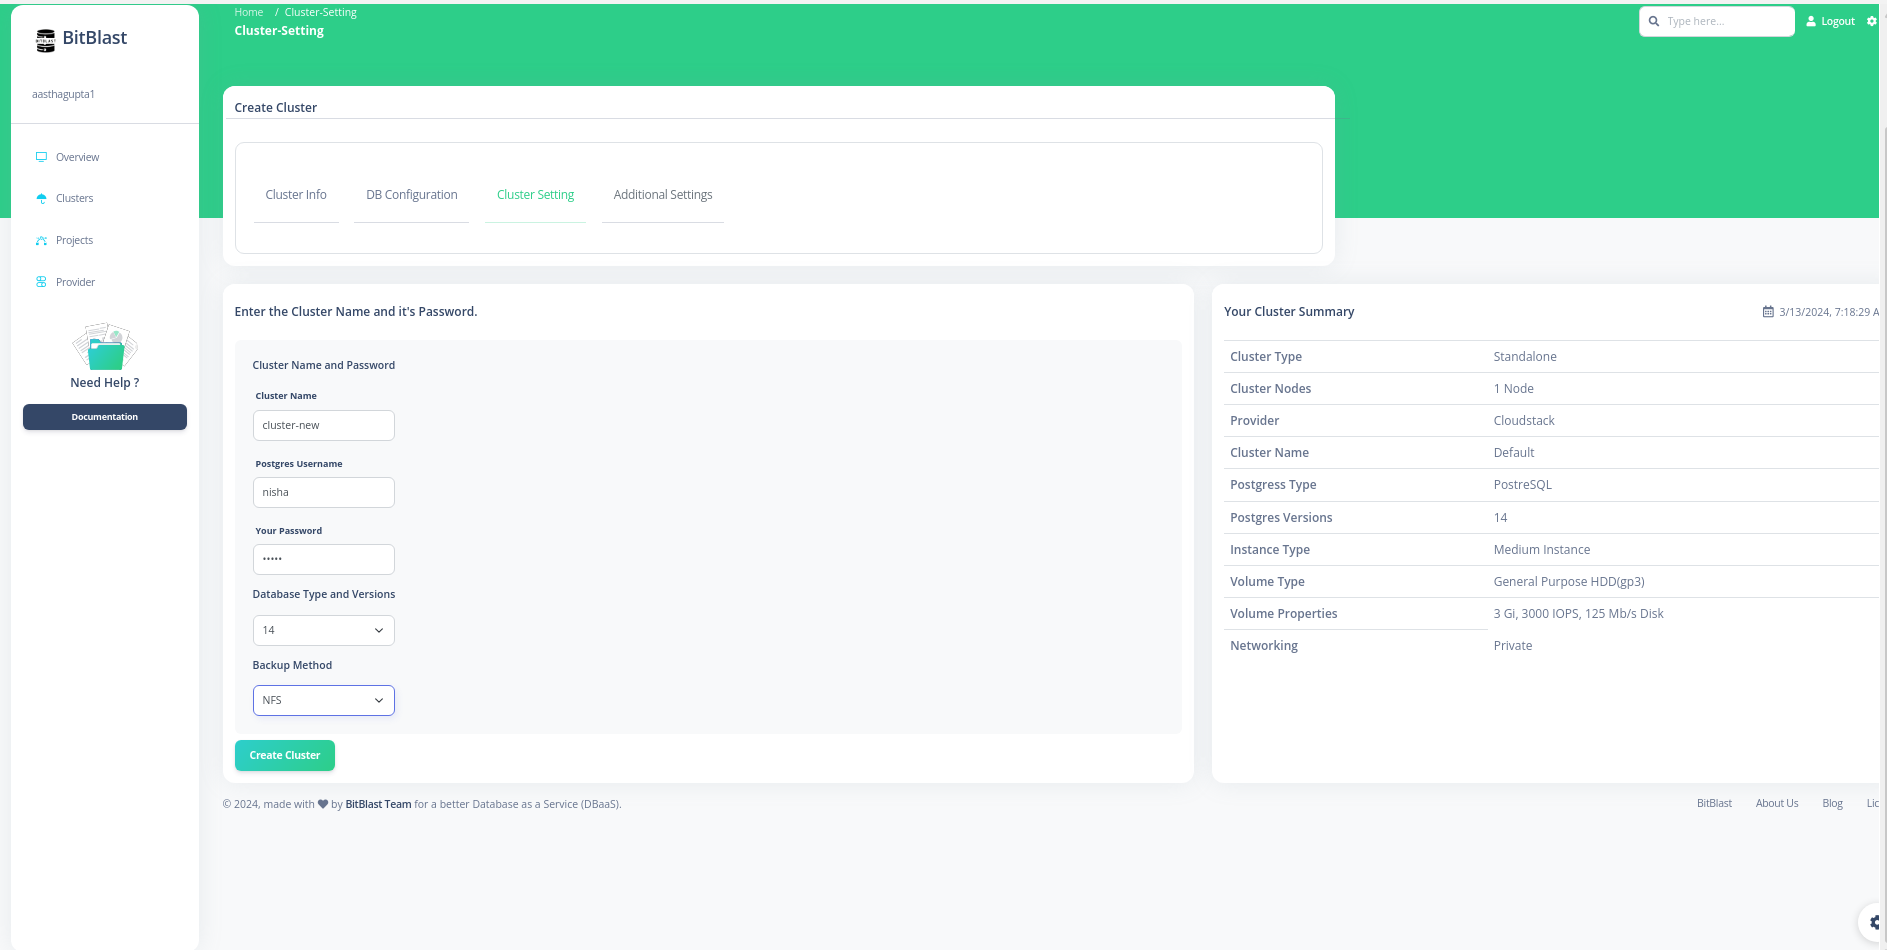 BitBlast
aasthagupta1
Overview
Clusters
Projects
Provider
Need Help ?
Documentation
Home / Cluster-Setting
Cluster-Setting
Type here...
Logout
Create Cluster
Cluster Info
DB Configuration
Cluster Setting
Additional Settings
Enter the Cluster Name and it's Password.
Cluster Name and Password
Cluster Name
cluster-new
Postgres Username
nisha
Your Password
•••••
Database Type and Versions
14
Backup Method
NFS
Create Cluster
Your Cluster Summary
3/13/2024, 7:18:29 A
Cluster Type Standalone
Cluster Nodes 1 Node
Provider Cloudstack
Cluster Name Default
Postgress Type PostreSQL
Postgres Versions 14
Instance Type Medium Instance
Volume Type General Purpose HDD(gp3)
Volume Properties 3 Gi, 3000 IOPS, 125 Mb/s Disk
Networking Private
© 2024, made with ♥ by BitBlast Team for a better Database as a Service (DBaaS).
BitBlast
About Us
Blog
Lic